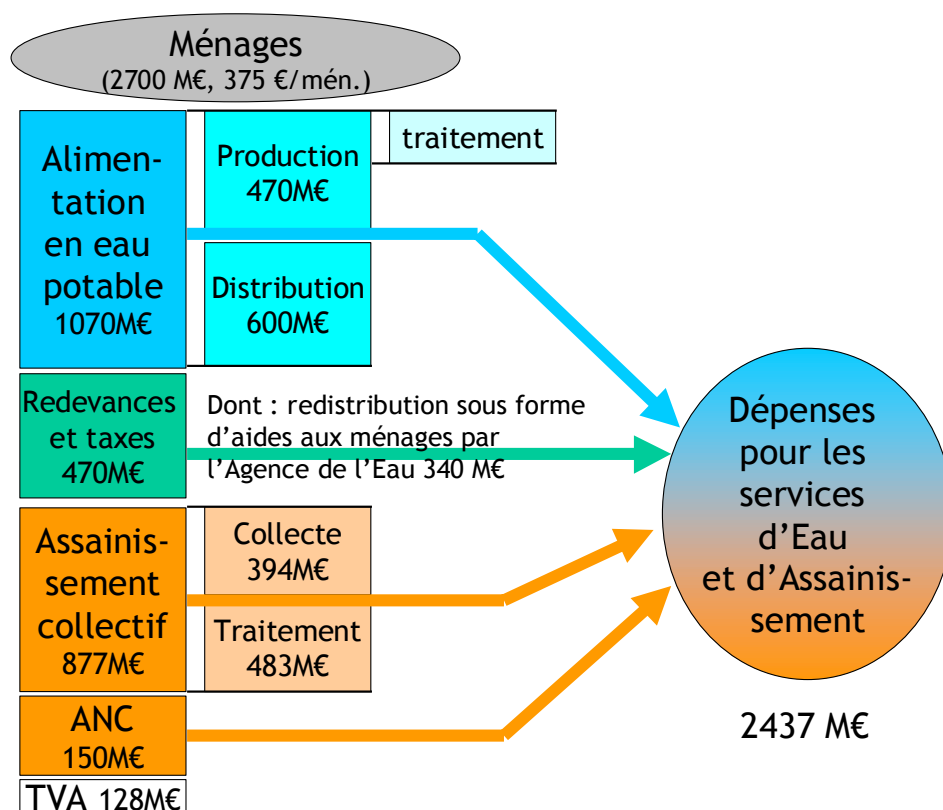 Ménages
(2700 M€, 375 €/mén.)
Alimen-
tation
en eau
potable
1070M€
Production
470M€
traitement
Distribution
600M€
Redevances
et taxes
470M€
Dont : redistribution sous forme
d’aides aux ménages par
l’Agence de l’Eau 340 M€
Assainis-
sement
collectif
877M€
Collecte
394M€
Traitement
483M€
ANC
150M€
TVA 128M€
Dépenses
pour les
services
d’Eau
et d’Assainis-
sement
2437 M€